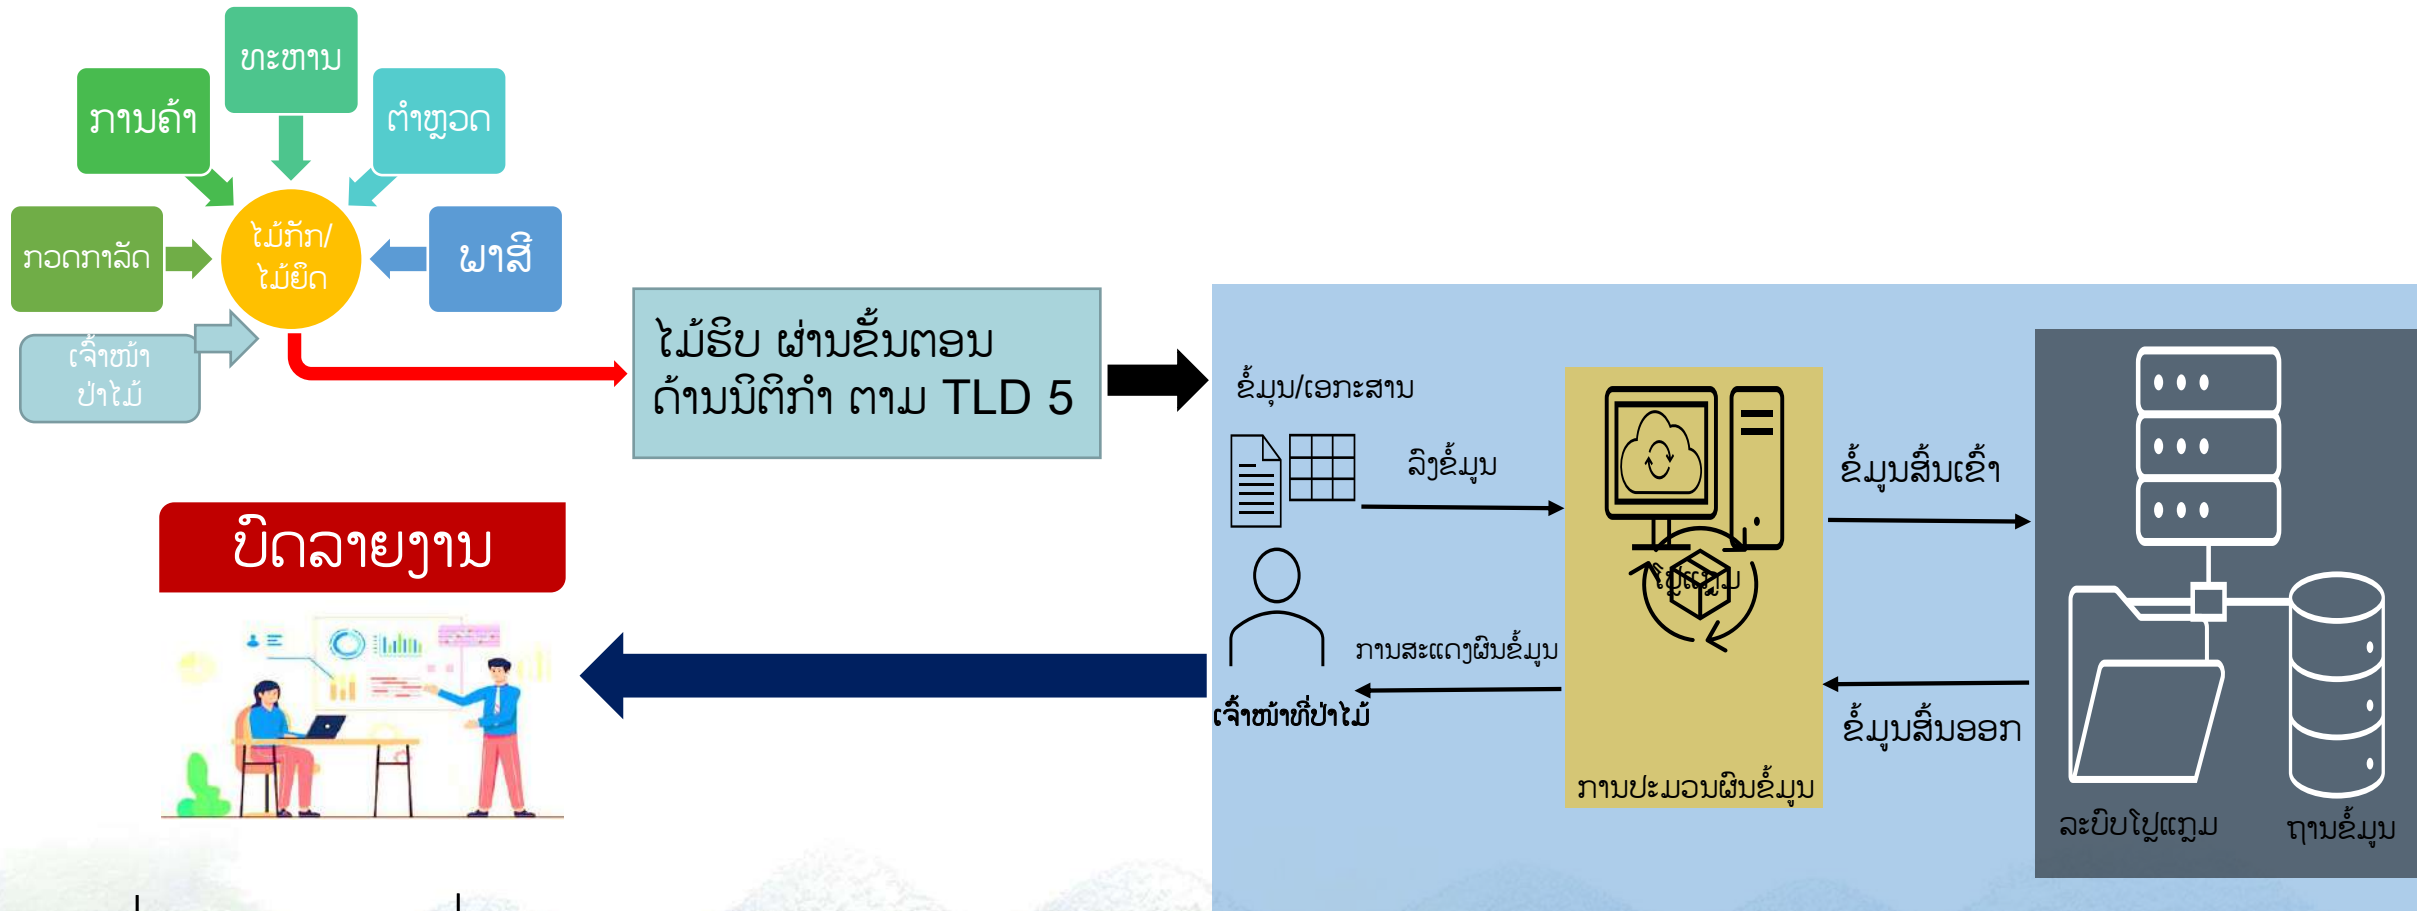 ທະຫານ
ການຄ້າ
ຕຳຫຼວດ
ກວດກາລັດ
ໄມ້ກັກ/
ໄມ້ຍຶດ
ພາສີ
ເຈົ້າໜ້າ
ປ່າໄມ້
ໄມ້ຮິບ ຜ່ານຂັ້ນຕອນ
ດ້ານນິຕິກຳ ຕາມ TLD 5
ຂໍ້ມູນ/ເອກະສານ
ລົງຂໍ້ມູນ
ໂປຼແກຼມ
ຂໍ້ມູນສົ້ນເຂົ້າ
ການສະແດງຜົນຂໍ້ມູນ
ເຈົ້າໜ້າທີ່ປ່າໄມ້
ຂໍ້ມູນສົ້ນອອກ
ການປະມວນຜົນຂໍ້ມູນ
ລະບົບໂປຼແກຼມ
ຖານຂໍ້ມູນ
ບົດລາຍງານ